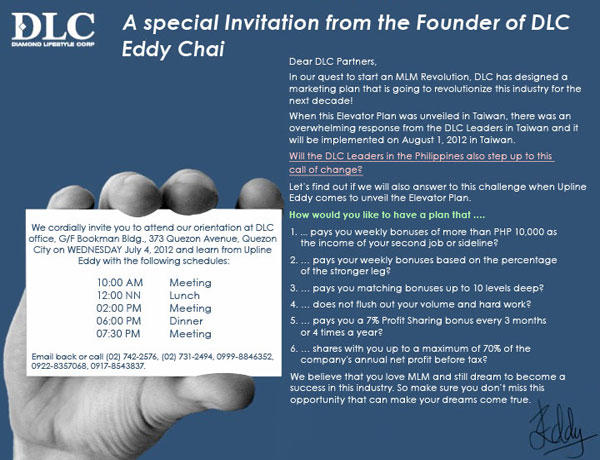 DLC
DIAMOND LIFESTYLE CORP
A special Invitation from the Founder of DLC
Eddy Chai
Dear DLC Partners,
In our quest to start an MLM Revolution, DLC has designed a
marketing plan that is going to revolutionize this industry for the
next decade!
When this Elevator Plan was unveiled in Taiwan, there was an
overwhelming response from the DLC Leaders in Taiwan and it
will be implemented on August 1, 2012 in Taiwan.
Will the DLC Leaders in the Philippines also step up to this
call of change?
Let's find out if we will also answer to this challenge when Upline
Eddy comes to unveil the Elevator Plan.
How would you like to have a plan that ....
1. ... pays you weekly bonuses of more than PHP 10,000 as
the income of your second job or sideline?
2. ... pays your weekly bonuses based on the percentage
of the stronger leg?
3. ... pays you matching bonuses up to 10 levels deep?
4. ... does not flush out your volume and hard work?
5. ... pays you a 7% Profit Sharing bonus every 3 months
or 4 times a year?
6. ... shares with you up to a maximum of 70% of the
company's annual net profit before tax?
We believe that you love MLM and still dream to become a
success in this industry. So make sure you don't miss this
opportunity that can make your dreams come true.
Eddy
We cordially invite you to attend our orientation at DLC
office, G/F Bookman Bldg., 373 Quezon Avenue, Quezon
City on WEDNESDAY July 4, 2012 and learn from Upline
Eddy with the following schedules:
10:00 AM Meeting
12:00 NN Lunch
02:00 PM Meeting
06:00 PM Dinner
07:30 PM Meeting
Email back or call (02) 742-2576, (02) 731-2494, 0999-8846352,
0922-8357068, 0917-8543837.